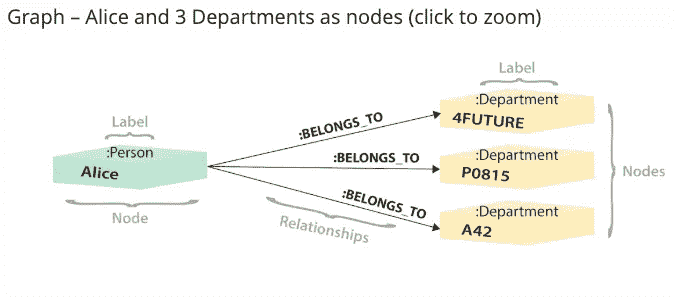 Graph – Alice and 3 Departments as nodes (click to zoom)
Label
:Person
Alice
Node
:BELONGS_TO
:BELONGS_TO
:BELONGS_TO
Relationships
Label
:Department
4FUTURE
:Department
P0815
:Department
A42
Nodes